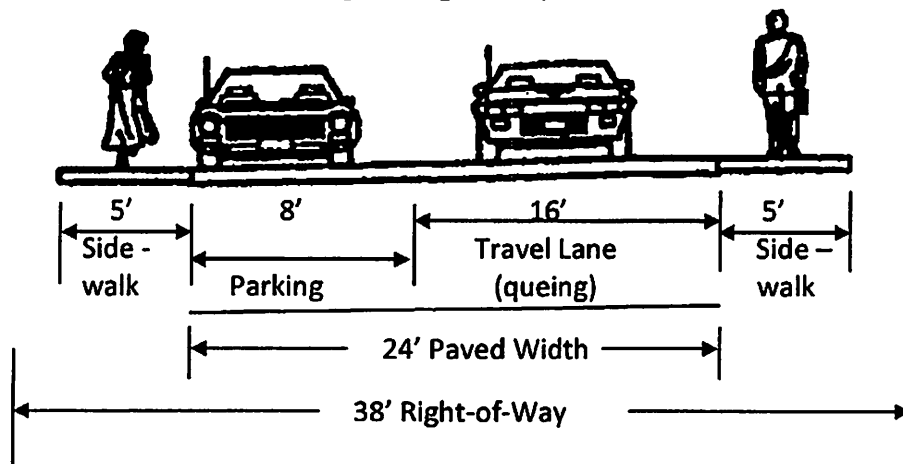 5’ 8’ 16’ 5’
Side - Travel Lane Side –
walk Parking (queing) walk
24’ Paved Width
38’ Right-of-Way